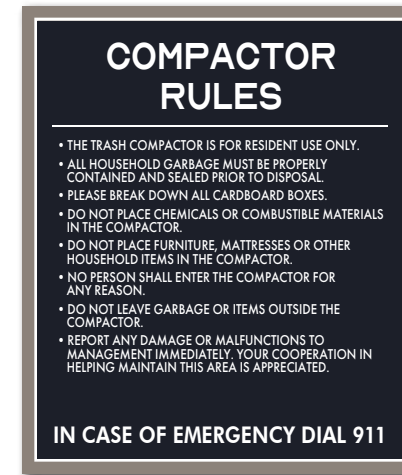 COMPACTOR
RULES
• THE TRASH COMPACTOR IS FOR RESIDENT USE ONLY.
• ALL HOUSEHOLD GARBAGE MUST BE PROPERLY
CONTAINED AND SEALED PRIOR TO DISPOSAL.
• PLEASE BREAK DOWN ALL CARDBOARD BOXES.
• DO NOT PLACE CHEMICALS OR COMBUSTIBLE MATERIALS
IN THE COMPACTOR.
• DO NOT PLACE FURNITURE, MATTRESSES OR OTHER
HOUSEHOLD ITEMS IN THE COMPACTOR.
• NO PERSON SHALL ENTER THE COMPACTOR FOR
ANY REASON.
• DO NOT LEAVE GARBAGE OR ITEMS OUTSIDE THE
COMPACTOR.
• REPORT ANY DAMAGE OR MALFUNCTIONS TO
MANAGEMENT IMMEDIATELY. YOUR COOPERATION IN
HELPING MAINTAIN THIS AREA IS APPRECIATED.
IN CASE OF EMERGENCY DIAL 911